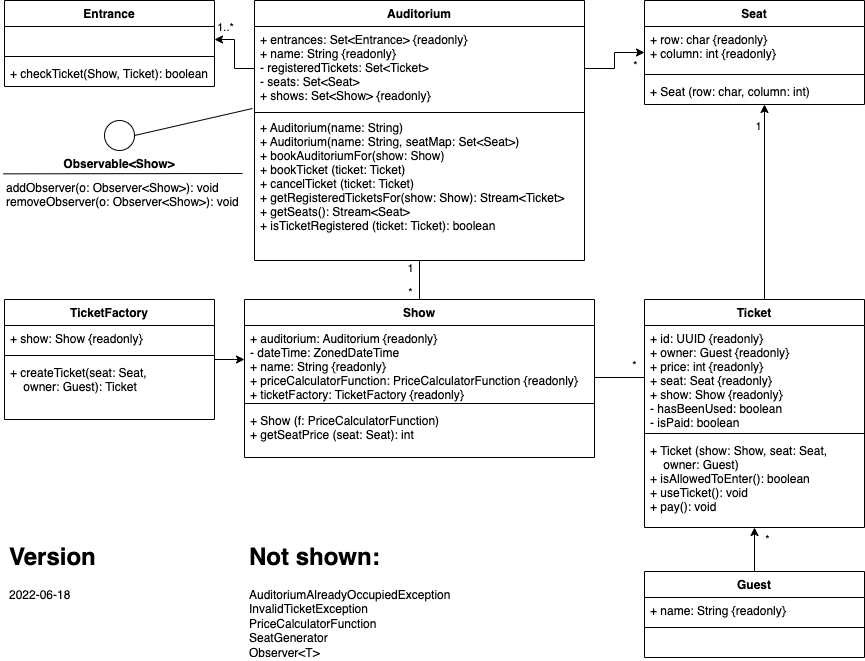 Entrance
+ checkTicket(Show, Ticket): boolean
1..*
Auditorium
+ entrances: Set<Entrance> {readonly}
+ name: String {readonly}
- registeredTickets: Set<Ticket>
- seats: Set<Seat>
+ shows: Set<Show> {readonly}
+ Auditorium(name: String)
+ Auditorium(name: String, seatMap: Set<Seat>)
+ bookAuditoriumFor(show: Show)
+ bookTicket (ticket: Ticket)
+ cancelTicket (ticket: Ticket)
+ getRegisteredTicketsFor(show: Show): Stream<Ticket>
+ getSeats(): Stream<Seat>
+ isTicketRegistered (ticket: Ticket): boolean
*
Seat
+ row: char {readonly}
+ column: int {readonly}
+ Seat (row: char, column: int)
1
Observable<Show>
addObserver(o: Observer<Show>): void
removeObserver(o: Observer<Show>): void
1
*
TicketFactory
+ show: Show {readonly}
+ createTicket(seat: Seat,
owner: Guest): Ticket
Show
+ auditorium: Auditorium {readonly}
- dateTime: ZonedDateTime
+ name: String {readonly}
+ priceCalculatorFunction: PriceCalculatorFunction {readonly}
+ ticketFactory: TicketFactory {readonly}
+ Show (f: PriceCalculatorFunction)
+ getSeatPrice (seat: Seat): int
*
Ticket
+ id: UUID {readonly}
+ owner: Guest {readonly}
+ price: int {readonly}
+ seat: Seat {readonly}
+ show: Show {readonly}
- hasBeenUsed: boolean
- isPaid: boolean
+ Ticket (show: Show, seat: Seat,
owner: Guest)
+ isAllowedToEnter(): boolean
+ useTicket(): void
+ pay(): void
*
Guest
+ name: String {readonly}
Version
2022-06-18
Not shown:
AuditoriumAlreadyOccupiedException
InvalidTicketException
PriceCalculatorFunction
SeatGenerator
Observer<T>